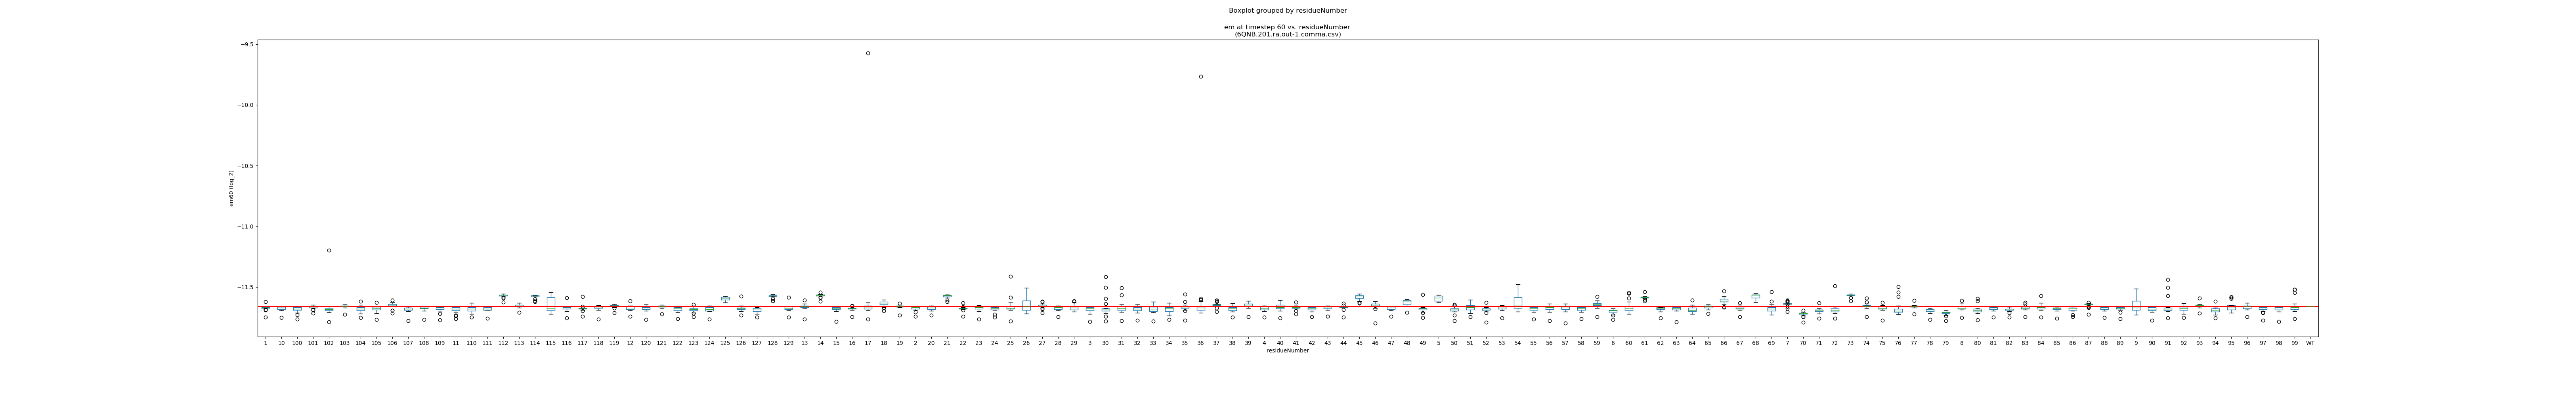 Boxplot grouped by residueNumber
em at timestep 60 vs. residueNumber
(6QNB.201.ra.out-1.comma.csv)
−9.5
−10.0
−10.5
−11.0
−11.5
em60 (log_2)
1 10 100 101 102 103 104 105 106 107 108 109 11 110 111 112 113 114 115 116 117 118 119 12 120 121 122 123 124 125 126 127 128 129 13 14 15 16 17 18 19 2 20 21 22 23 24 25 26 27 28 29 3 30 31 32 33 34 35 36 37 38 39 4 40 41 42 43 44 45 46 47 48 49 5 50 51 52 53 54 55 56 57 58 59 6 60 61 62 63 64 65 66 67 68 69 7 70 71 72 73 74 75 76 77 78 79 8 80 81 82 83 84 85 86 87 88 89 9 90 91 92 93 94 95 96 97 98 99 WT
residueNumber